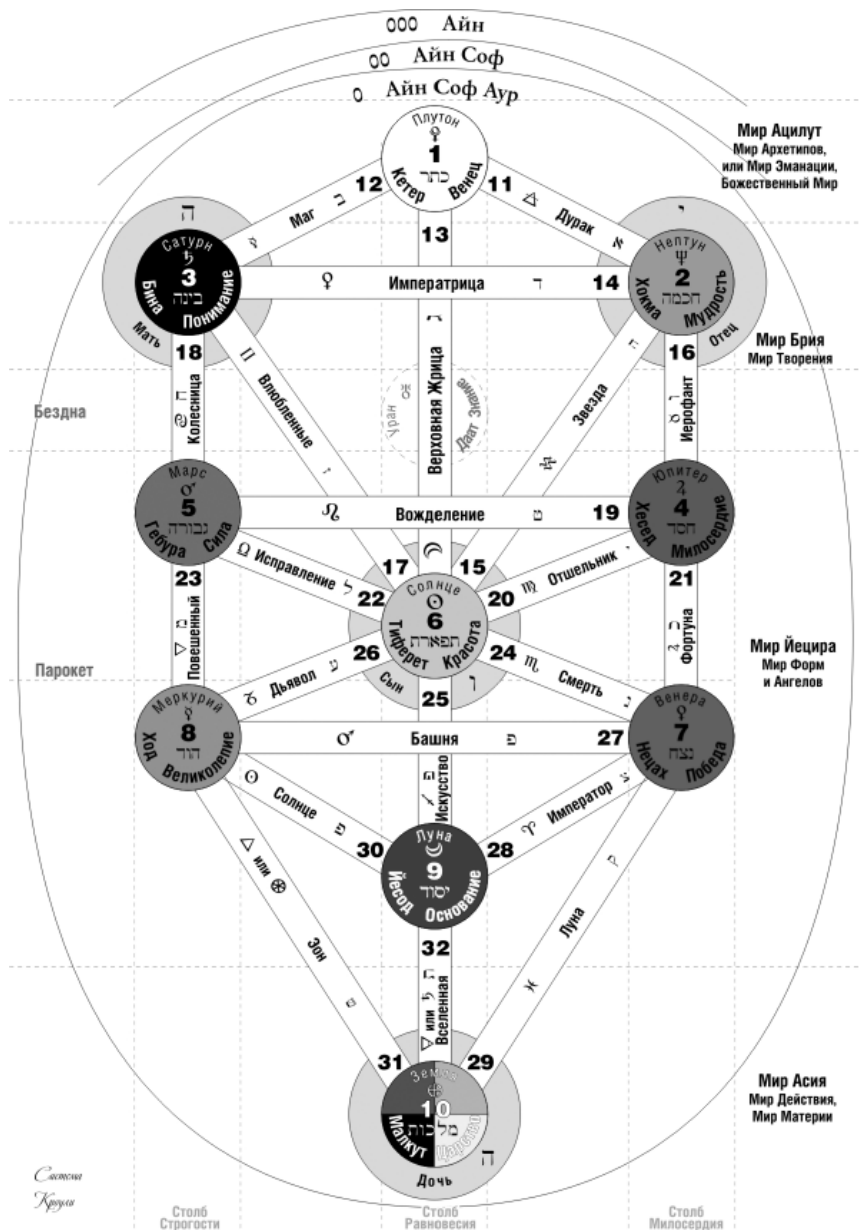 ססס Айн
סס Айн Соф
ס Айн Соф Аур
Мир Ацилут
Мир Архетипов,
или Мир Эманации,
Божественный Мир
Плутон
1
כתר
Кетер Венец
12
ב
Маг
☿
11
🜁
Дурак
א
13
ה
Сатурн
♄
3
בינה
Бина Понимание
Мать
י
Нептун
♆
2
חכמה
Хокма Мудрость
Отец
♀ Императрица ד 14
ג
Верховная Жрица
Мир Брия
Мир Творения
18
ח
Колесница
♊
Влюбленные
ז
Уран
Даат Знание
Звезда
16
ו ♉
Иерофант
Бездна
Марс
♂
5
גבורה
Гебура Сила
♌ Вожделение ט 19
Юпитер
♃
4
חסד
Хесед Милосердие
☾
17
15
♎ Исправление ל
22
20
♍ Отшельник י
Солнце
☉
6
תפארת
Тиферет Красота
Сын
ו
23
מ
▽
Повешенный
21
כ
♃
Фортуна
Мир Йецира
Мир Форм
и Ангелов
Парокет
♑ Дьявол ע
26
24
♏ Смерть נ
25
Меркурий
☿
8
הוד
Ход Великолепие
♂ Башня פ 27
Венера
♀
7
נצח
Нецах Победа
☉
Солнце
30
Искусство
♈ Император
28
Луна
☾
9
יסוד
Йесод Основание
△ или
Эон
32
ת
▽ или ♄
Вселенная
ק
Луна
♓
31
29
Земля
10
מלכות
Малкут Царство
Дочь
ה
Мир Асия
Мир Действия,
Мир Материи
Система
Кроули
Столб
Строгости
Столб
Равновесия
Столб
Милосердия